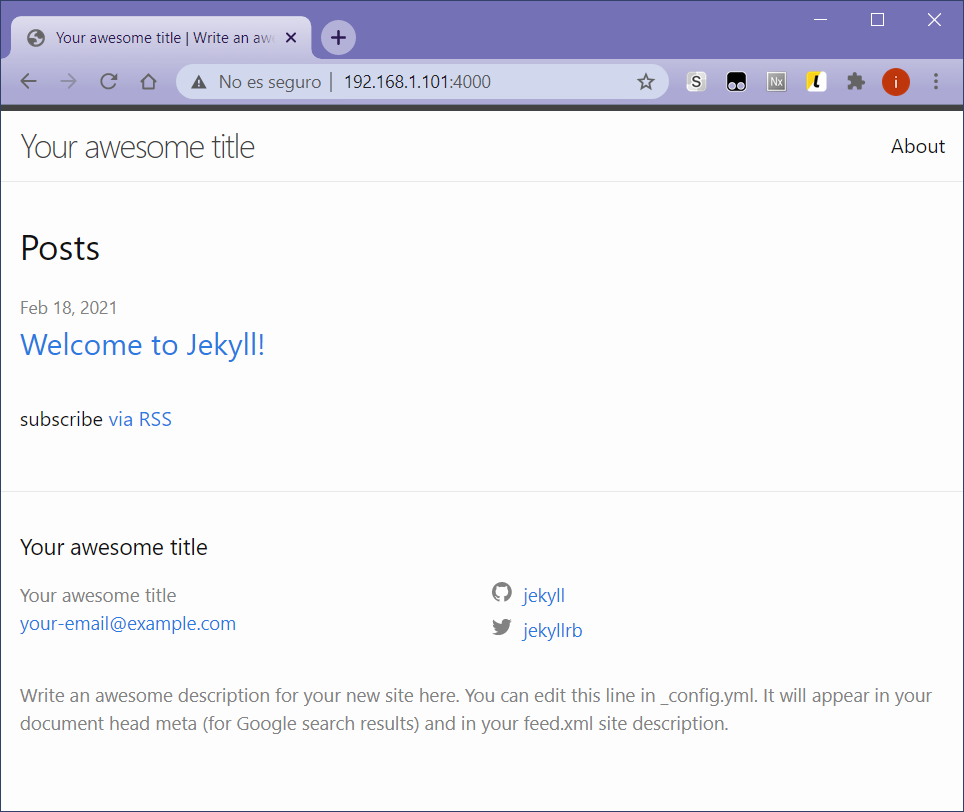 Your awesome title | Write an aw
No es seguro | 192.168.1.101:4000
S
Nx
L
i
Your awesome title
About
Posts
Feb 18, 2021
Welcome to Jekyll!
subscribe via RSS
Your awesome title
Your awesome title
your-email@example.com
jekyll
jekyllrb
Write an awesome description for your new site here. You can edit this line in _config.yml. It will appear in your
document head meta (for Google search results) and in your feed.xml site description.